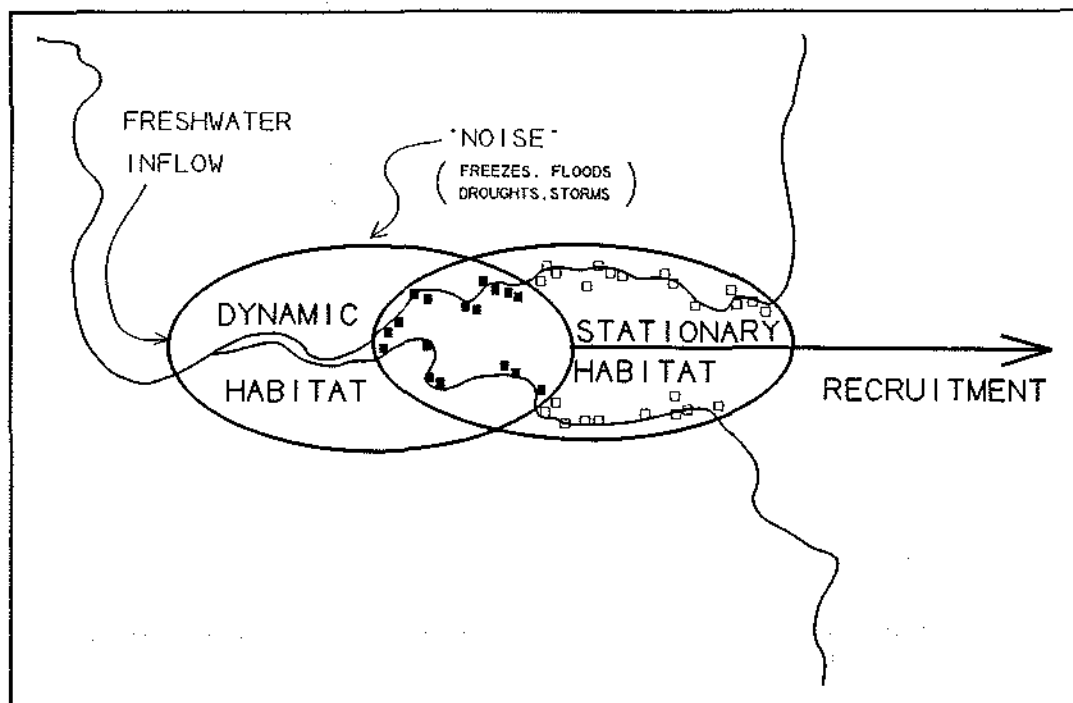 FRESHWATER
INFLOW
"NOISE"
(FREEZES, FLOODS
DROUGHTS, STORMS)
DYNAMIC
HABITAT
STATIONARY
HABITAT
RECRUITMENT